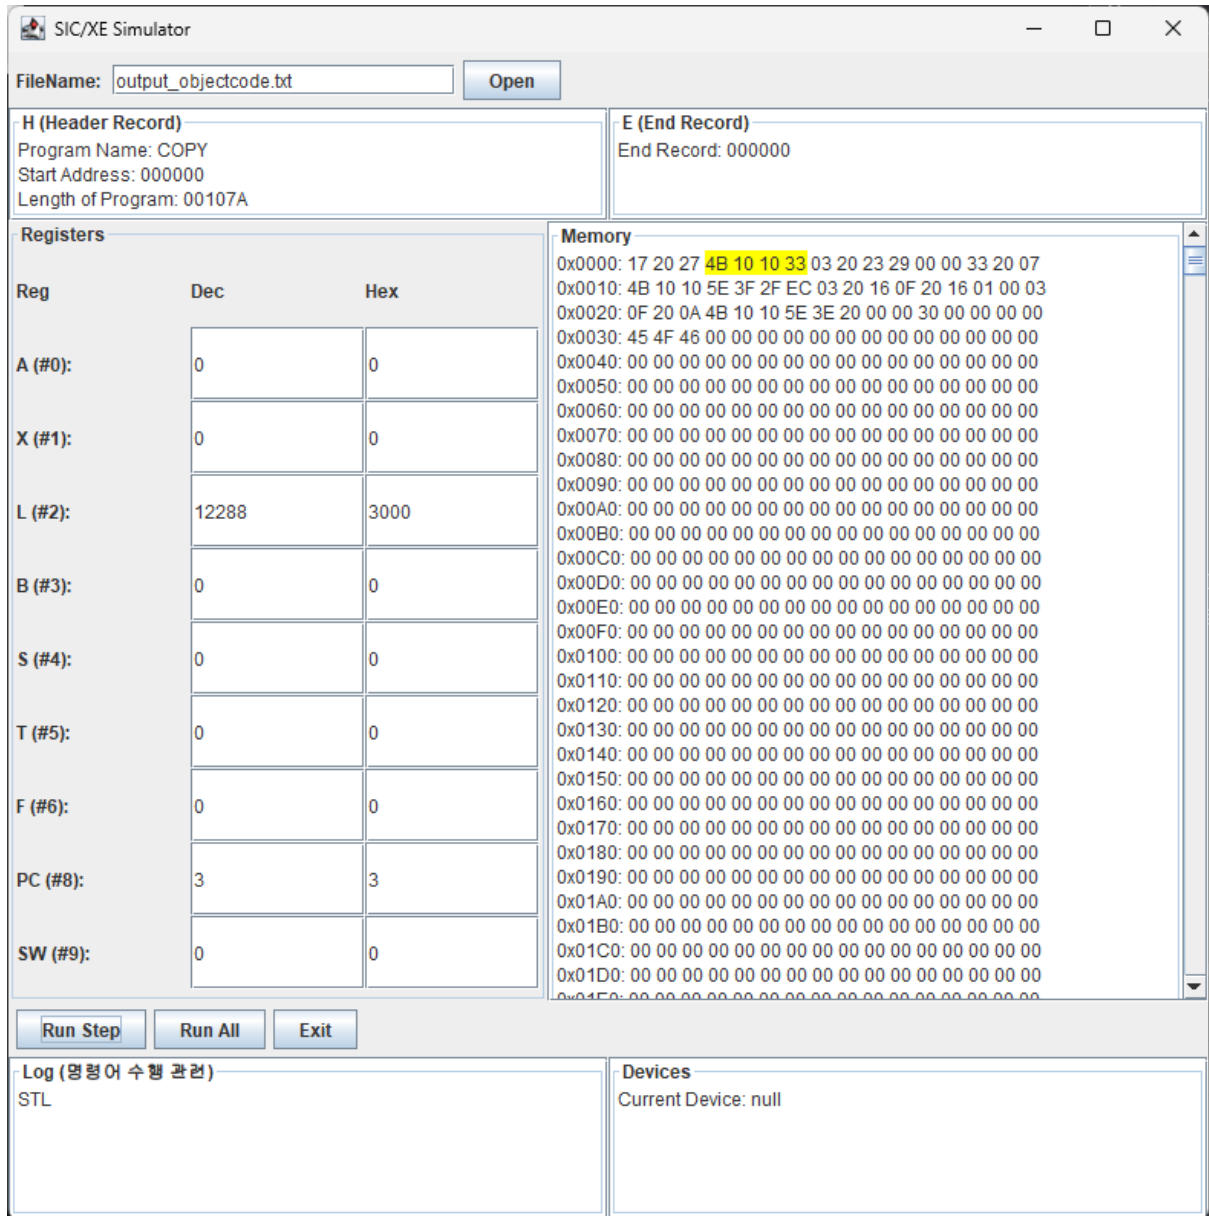 SIC/XE Simulator
FileName: output_objectcode.txt Open
H (Header Record)
Program Name: COPY
Start Address: 000000
Length of Program: 00107A
E (End Record)
End Record: 000000
Registers
Reg Dec Hex
A (#0): 0 0
X (#1): 0 0
L (#2): 12288 3000
B (#3): 0 0
S (#4): 0 0
T (#5): 0 0
F (#6): 0 0
PC (#8): 3 3
SW (#9): 0 0
Memory
0x0000: 17 20 27 4B 10 10 33 03 20 23 29 00 00 33 20 07
0x0010: 4B 10 10 5E 3F 2F EC 03 20 16 0F 20 16 01 00 03
0x0020: 0F 20 0A 4B 10 10 5E 3E 20 00 00 30 00 00 00 00
0x0030: 45 4F 46 00 00 00 00 00 00 00 00 00 00 00 00 00
0x0040: 00 00 00 00 00 00 00 00 00 00 00 00 00 00 00 00
0x0050: 00 00 00 00 00 00 00 00 00 00 00 00 00 00 00 00
0x0060: 00 00 00 00 00 00 00 00 00 00 00 00 00 00 00 00
0x0070: 00 00 00 00 00 00 00 00 00 00 00 00 00 00 00 00
0x0080: 00 00 00 00 00 00 00 00 00 00 00 00 00 00 00 00
0x0090: 00 00 00 00 00 00 00 00 00 00 00 00 00 00 00 00
0x00A0: 00 00 00 00 00 00 00 00 00 00 00 00 00 00 00 00
0x00B0: 00 00 00 00 00 00 00 00 00 00 00 00 00 00 00 00
0x00C0: 00 00 00 00 00 00 00 00 00 00 00 00 00 00 00 00
0x00D0: 00 00 00 00 00 00 00 00 00 00 00 00 00 00 00 00
0x00E0: 00 00 00 00 00 00 00 00 00 00 00 00 00 00 00 00
0x00F0: 00 00 00 00 00 00 00 00 00 00 00 00 00 00 00 00
0x0100: 00 00 00 00 00 00 00 00 00 00 00 00 00 00 00 00
0x0110: 00 00 00 00 00 00 00 00 00 00 00 00 00 00 00 00
0x0120: 00 00 00 00 00 00 00 00 00 00 00 00 00 00 00 00
0x0130: 00 00 00 00 00 00 00 00 00 00 00 00 00 00 00 00
0x0140: 00 00 00 00 00 00 00 00 00 00 00 00 00 00 00 00
0x0150: 00 00 00 00 00 00 00 00 00 00 00 00 00 00 00 00
0x0160: 00 00 00 00 00 00 00 00 00 00 00 00 00 00 00 00
0x0170: 00 00 00 00 00 00 00 00 00 00 00 00 00 00 00 00
0x0180: 00 00 00 00 00 00 00 00 00 00 00 00 00 00 00 00
0x0190: 00 00 00 00 00 00 00 00 00 00 00 00 00 00 00 00
0x01A0: 00 00 00 00 00 00 00 00 00 00 00 00 00 00 00 00
0x01B0: 00 00 00 00 00 00 00 00 00 00 00 00 00 00 00 00
0x01C0: 00 00 00 00 00 00 00 00 00 00 00 00 00 00 00 00
0x01D0: 00 00 00 00 00 00 00 00 00 00 00 00 00 00 00 00
Run Step Run All Exit
Log (명령어 수행 관련)
STL
Devices
Current Device: null